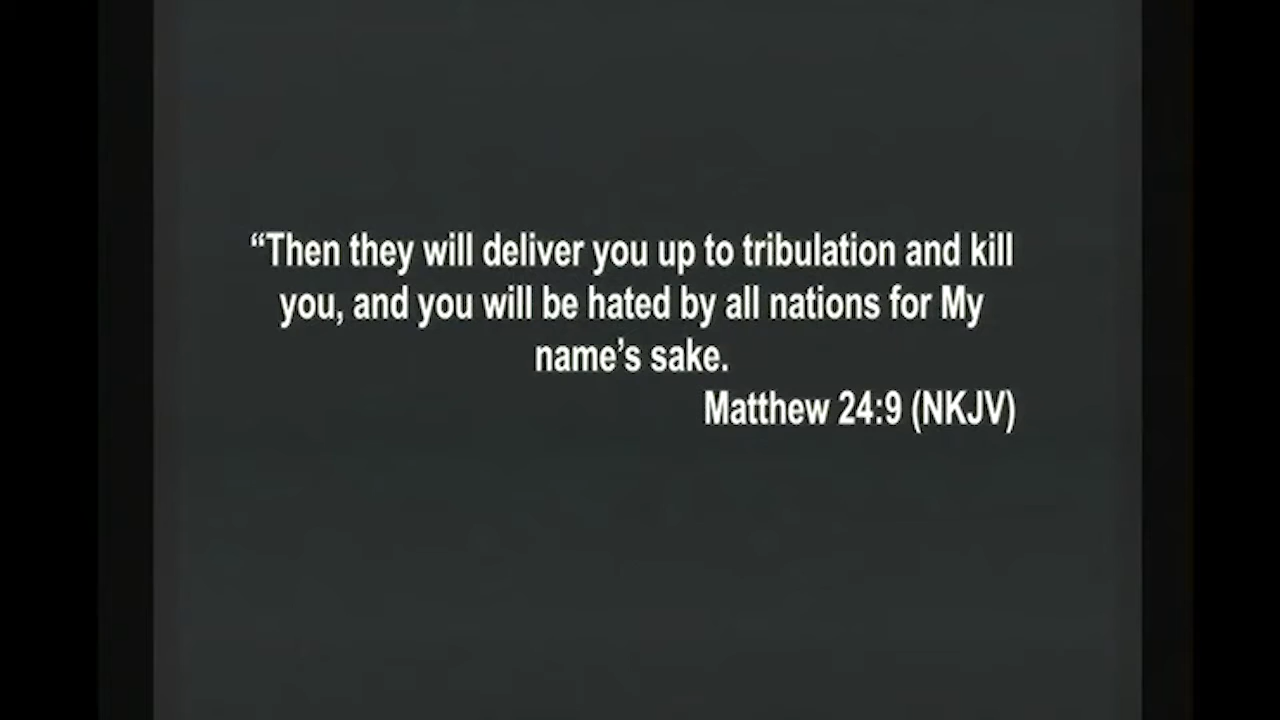 “Then they will deliver you up to tribulation and kill
you, and you will be hated by all nations for My
name’s sake.
Matthew 24:9 (NKJV)